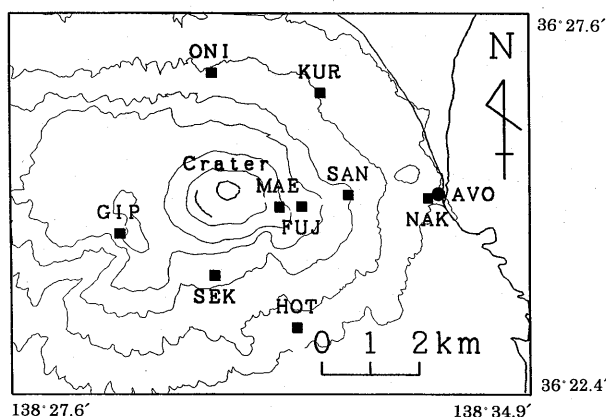 36°27.6′
ONI
N
KUR
Crater
SAN
MAE
AVO
GIP
FUJ
NAK
SEK
HOT
0 1 2km
36°22.4′
138°27.6′ 138°34.9′